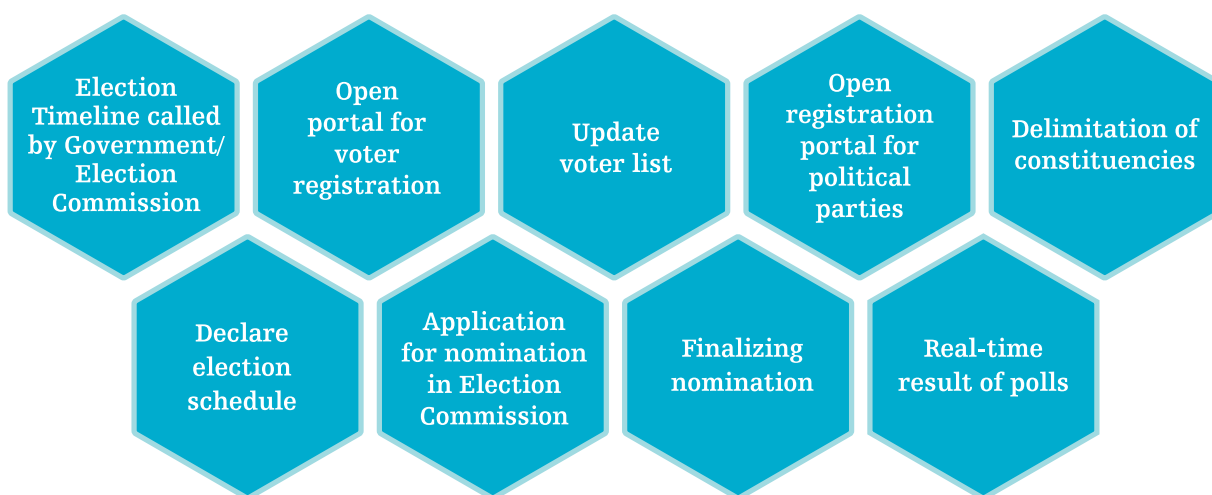 Election
Timeline called
by Government/
Election
Commission
Open
portal for
voter
registration
Update
voter list
Open
registration
portal for
political
parties
Delimitation of
constituencies
Declare
election
schedule
Application
for nomination
in Election
Commission
Finalizing
nomination
Real-time
result of polls